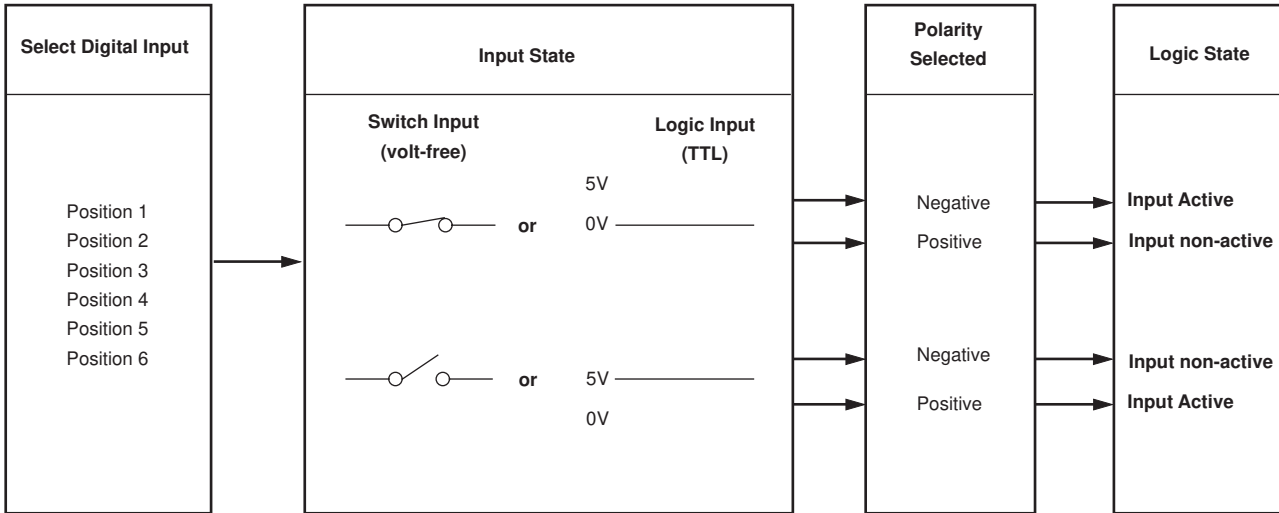 Select Digital Input
Input State
Polarity
Selected
Logic State
Position 1
Position 2
Position 3
Position 4
Position 5
Position 6
Switch Input
(volt-free)
Logic Input
(TTL)
5V
or
0V
or
5V
0V
Negative
Positive
Negative
Positive
Input Active
Input non-active
Input non-active
Input Active